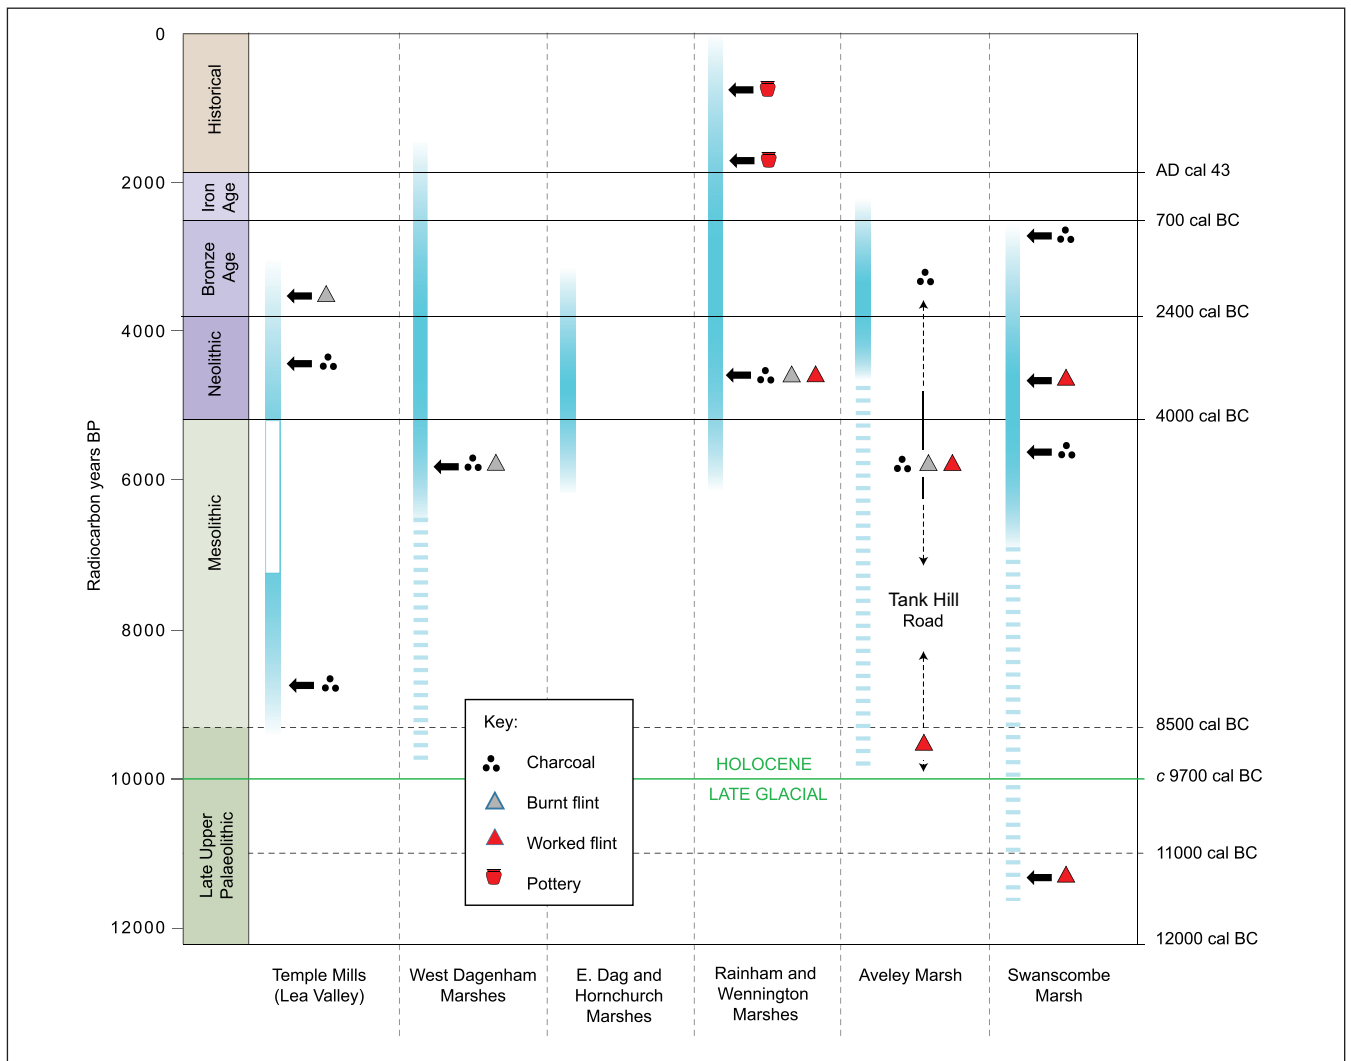 0
2000
4000
6000
8000
10000
12000
Radiocarbon years BP
Historical
Iron
Age
Bronze
Age
Neolithic
Mesolithic
Late Upper
Palaeolithic
AD cal 43
700 cal BC
2400 cal BC
4000 cal BC
8500 cal BC
c 9700 cal BC
11000 cal BC
12000 cal BC
Tank Hill
Road
HOLOCENE
LATE GLACIAL
Key:
Charcoal
Burnt flint
Worked flint
Pottery
Temple Mills
(Lea Valley)
West Dagenham
Marshes
E. Dag and
Hornchurch
Marshes
Rainham and
Wennington
Marshes
Aveley Marsh
Swanscombe
Marsh